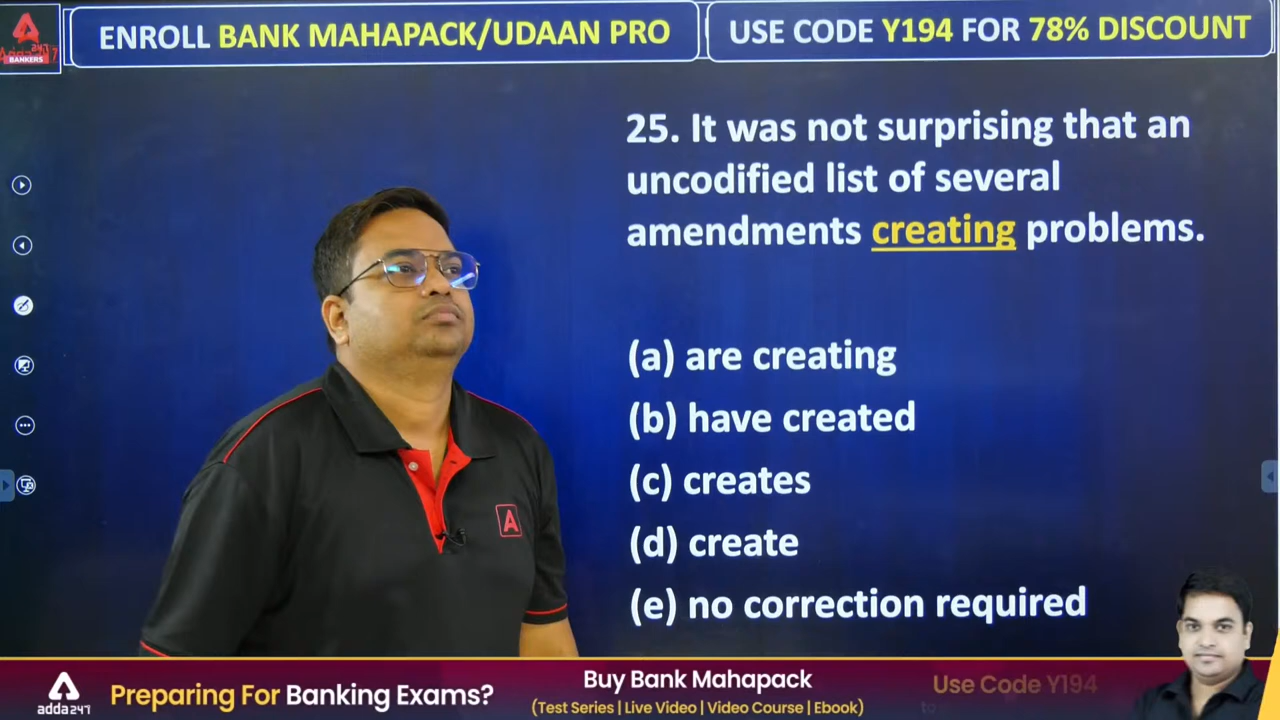 ENROLL BANK MAHAPACK/UDAAN PRO
USE CODE Y194 FOR 78% DISCOUNT
247
BANKERS
25. It was not surprising that an
uncodified list of several
amendments creating problems.
(a) are creating
(b) have created
(c) creates
(d) create
(e) no correction required
A
adda247
Preparing For Banking Exams?
Buy Bank Mahapack
(Test Series | Live Video | Video Course | Ebook)
Use Code Y194